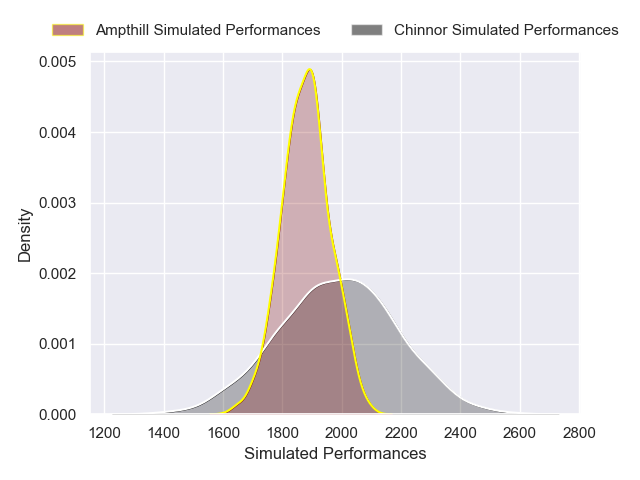 Ampthill Simulated Performances Chinnor Simulated Performances
0.005
0.004
0.003
0.002
0.001
0.000
Density
1200 1400 1600 1800 2000 2200 2400 2600 2800
Simulated Performances